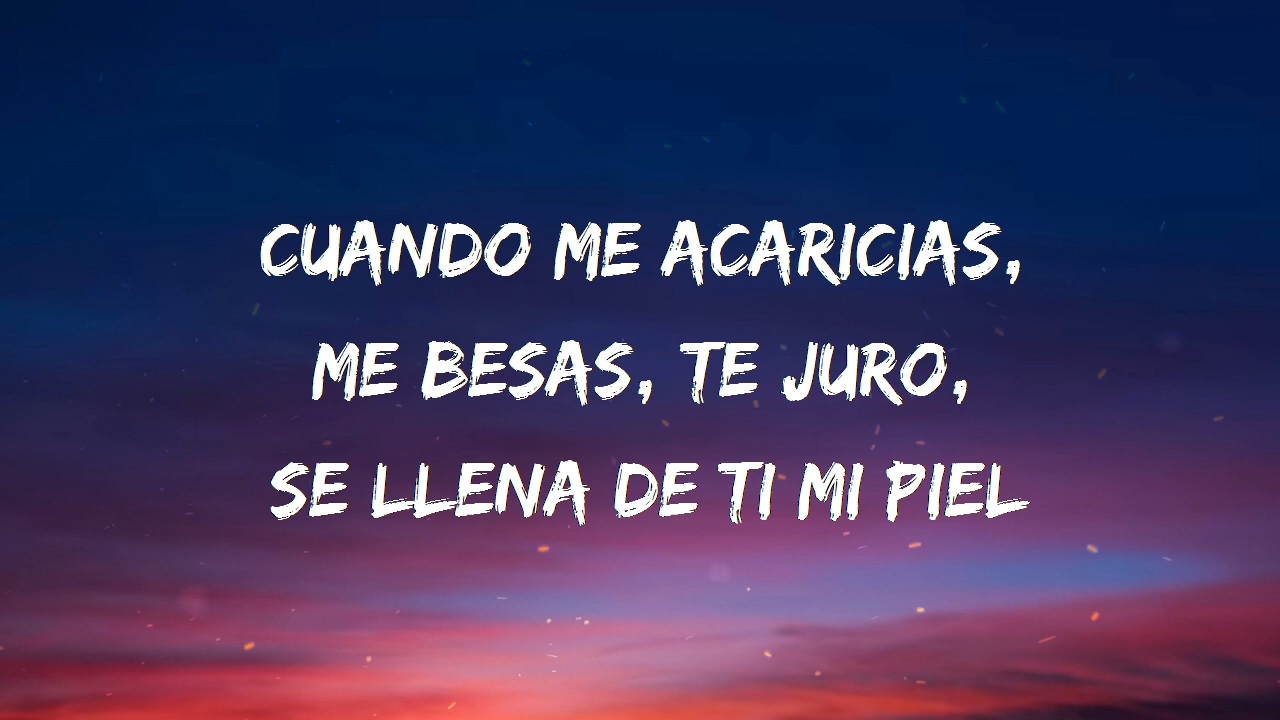 CUANDO ME ACARICIAS,
ME BESAS, TE JURO,
SE LLENA DE TI MI PIEL